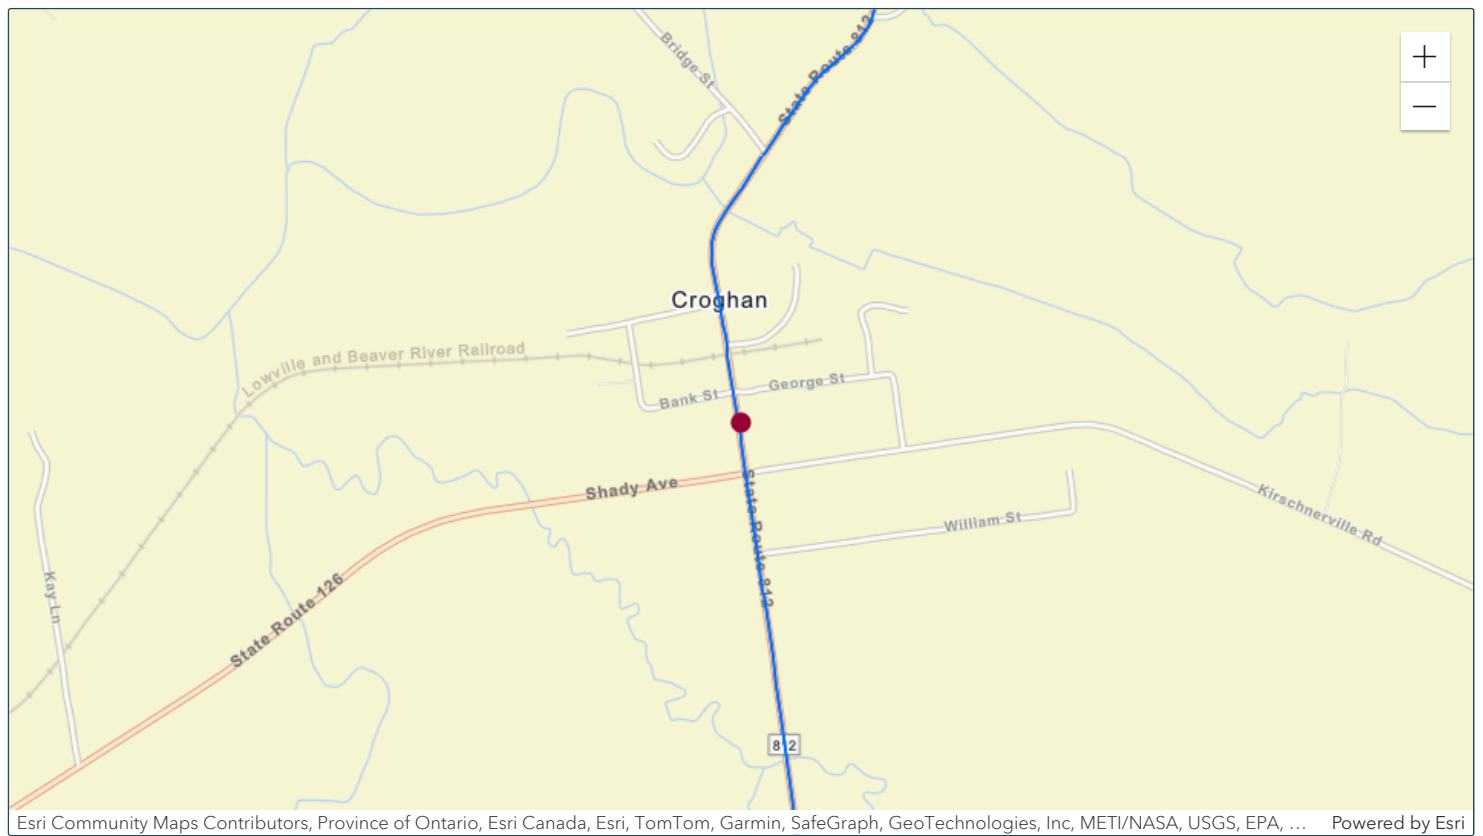 State Route 812
Bridge St
+
−
Croghan
Lowville and Beaver River Railroad
George St
Bank St
Shady Ave
State Route 812
Kirschnerville Rd
William St
Kay Ln
State Route 126
812
Esri Community Maps Contributors, Province of Ontario, Esri Canada, Esri, TomTom, Garmin, SafeGraph, GeoTechnologies, Inc, METI/NASA, USGS, EPA, ... Powered by Esri